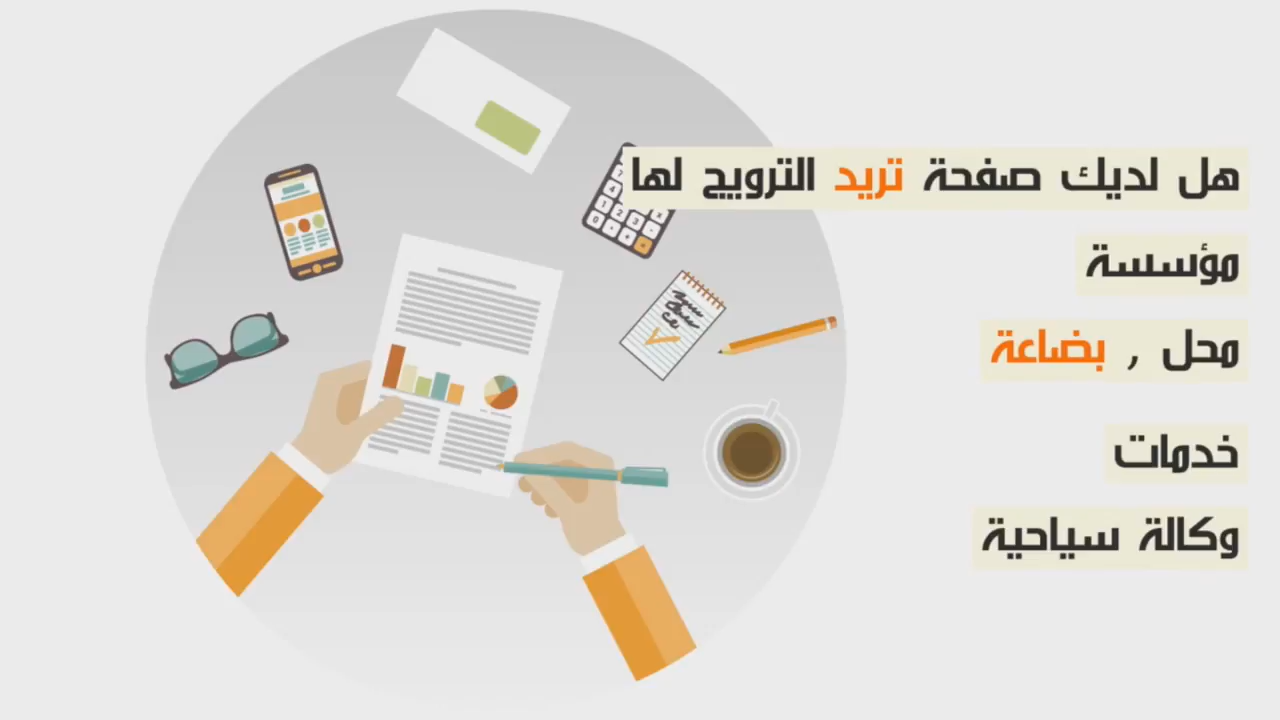 هل لديك صفحة تريد الترويج لها
مؤسسة
محل , بضاعة
خدمات
وكالة سياحية